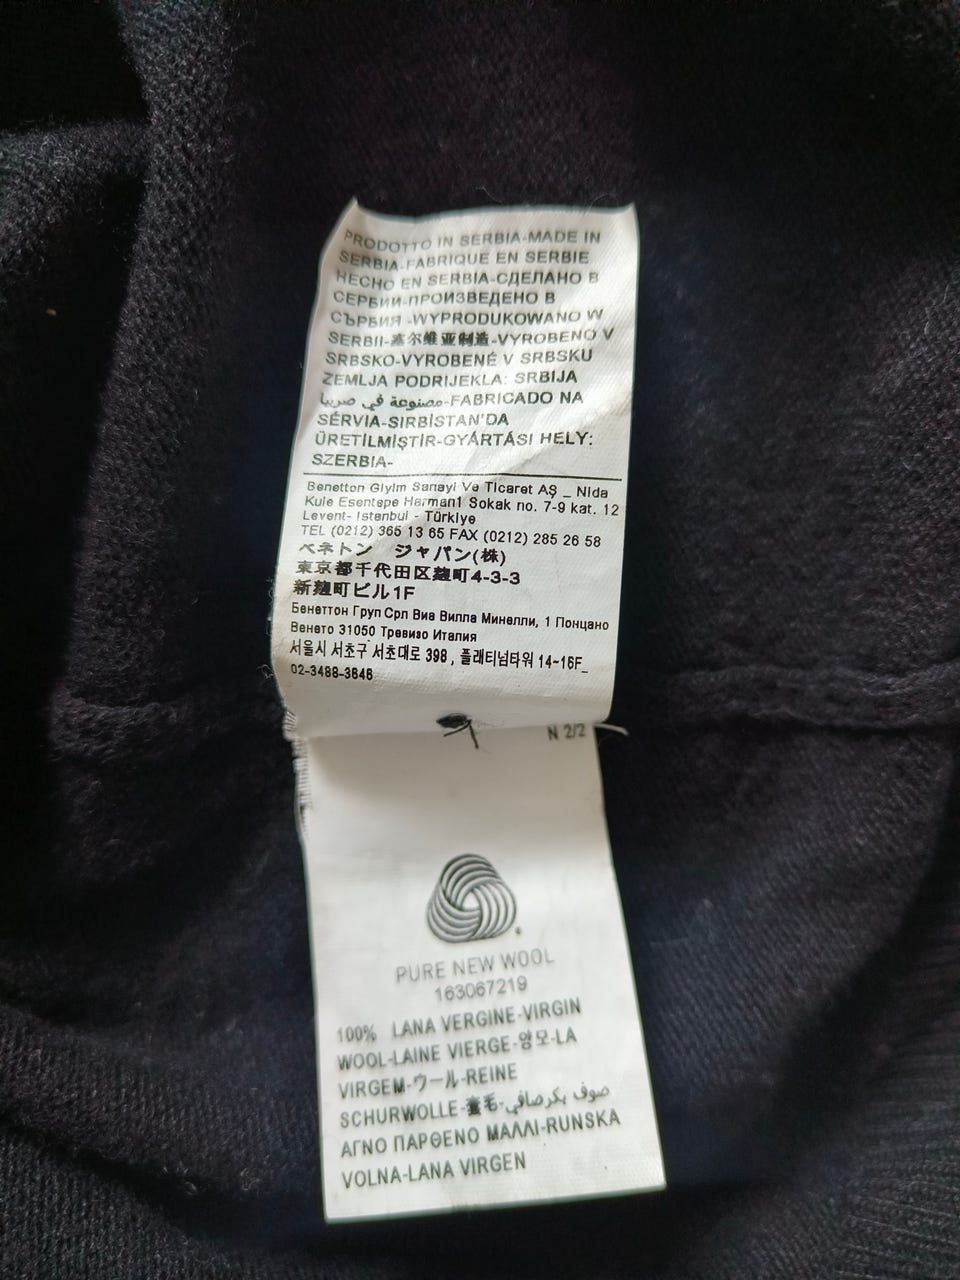 PRODOTTO IN SERBIA-MADE IN
SERBIA-FABRIQUE EN SERBIE
HECHO EN SERBIA-СДЕЛАНО В
СЕРБИИ-ПРОИЗВЕДЕНО В
СЪРБИЯ -WYPRODUKOWANO W
SERBII-塞尔维亚制造-VYROBENO V
SRBSKO-VYROBENÉ V SRBSKU
ZEMLJA PODRIJEKLA: SRBIJA
مصنوعة في صربيا-FABRICADO NA
SÉRVIA-SIRBİSTAN'DA
ÜRETİLMİŞTİR-GYÁRTÁSI HELY:
SZERBIA-
Benetton Giyim Sanayi Ve Ticaret AŞ _ Nida
Kule Esentepe Harman1 Sokak no. 7-9 kat. 12
Levent- Istanbul - Türkiye
TEL (0212) 365 13 65 FAX (0212) 285 26 58
ベネトン ジャパン(株)
東京都千代田区麹町4-3-3
新麹町ビル1F
Бенеттон Груп Срл Виа Вилла Минелли, 1 Понцано
Венето 31050 Тревизо Италия
서울시 서초구 서초대로 398 , 플래티넘타워 14~16F_
02-3488-3646
N 2/2
PURE NEW WOOL
163067219
100% LANA VERGINE-VIRGIN
WOOL-LAINE VIERGE-양모-LA
VIRGEM-ウール-REINE
SCHURWOLLE-羊毛-صوف بكرصافي-
ΑΓΝΟ ΠΑΡΘΕΝΟ ΜΑΛΛΙ-RUNSKA
VOLNA-LANA VIRGEN